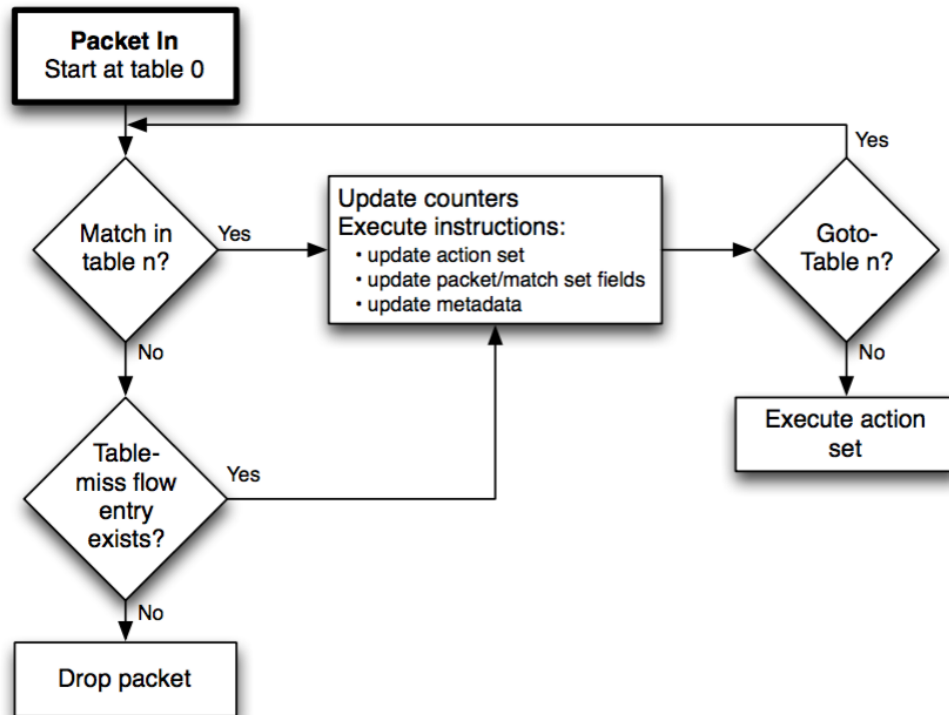 Packet In
Start at table 0
Yes
Match in
table n?
Yes
Update counters
Execute instructions:
• update action set
• update packet/match set fields
• update metadata
Goto-
Table n?
No
No
Execute action
set
Table-
miss flow
entry
exists?
Yes
No
Drop packet